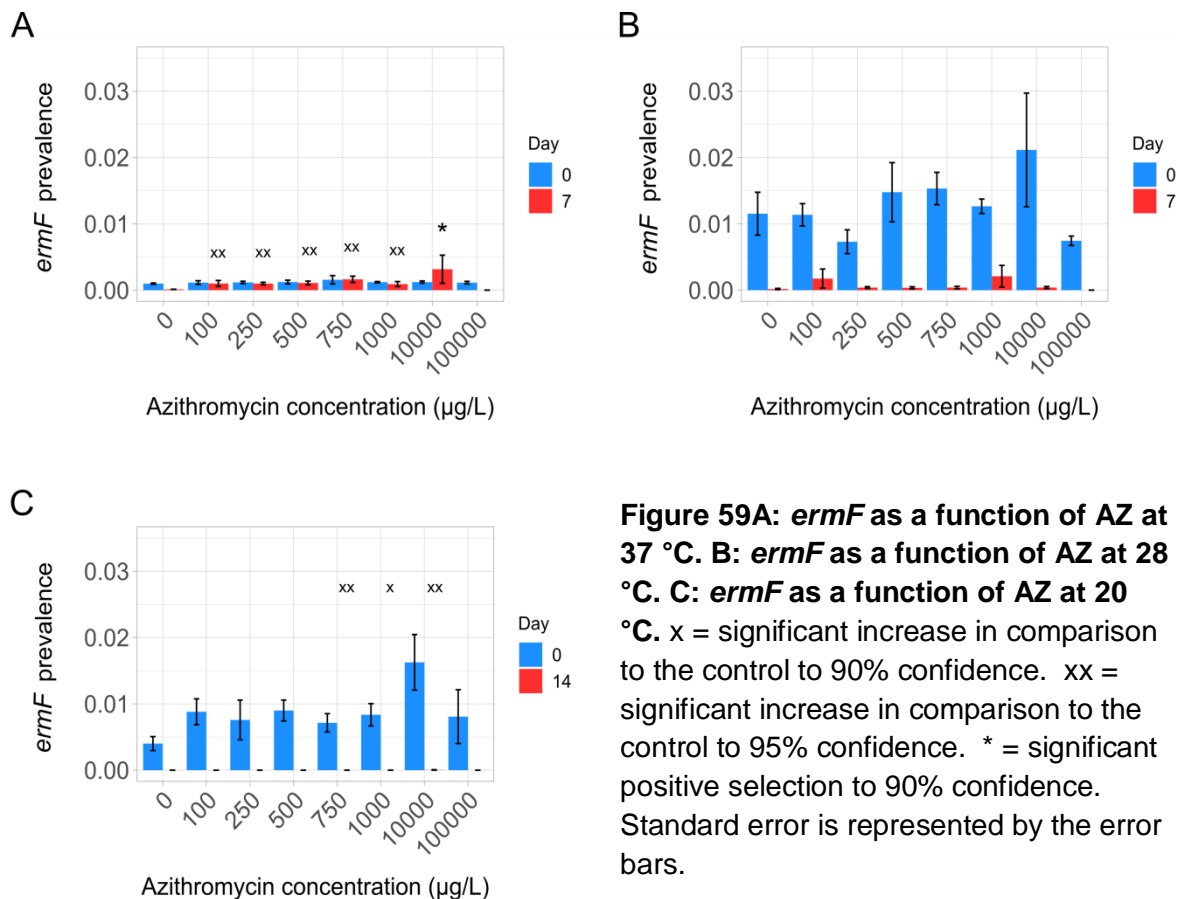 A
ermF prevalence
0.03
0.02
0.01
0.00
xx xx xx xx xx *
0 100 250 500 750 1000 10000 100000
Azithromycin concentration (µg/L)
Day
0
7
B
ermF prevalence
0.03
0.02
0.01
0.00
0 100 250 500 750 1000 10000 100000
Azithromycin concentration (µg/L)
Day
0
7
C
ermF prevalence
0.03
0.02
0.01
0.00
xx x xx
0 100 250 500 750 1000 10000 100000
Azithromycin concentration (µg/L)
Day
0
14
Figure 59A: ermF as a function of AZ at
37 °C. B: ermF as a function of AZ at 28
°C. C: ermF as a function of AZ at 20
°C. x = significant increase in comparison
to the control to 90% confidence. xx =
significant increase in comparison to the
control to 95% confidence. * = significant
positive selection to 90% confidence.
Standard error is represented by the error
bars.